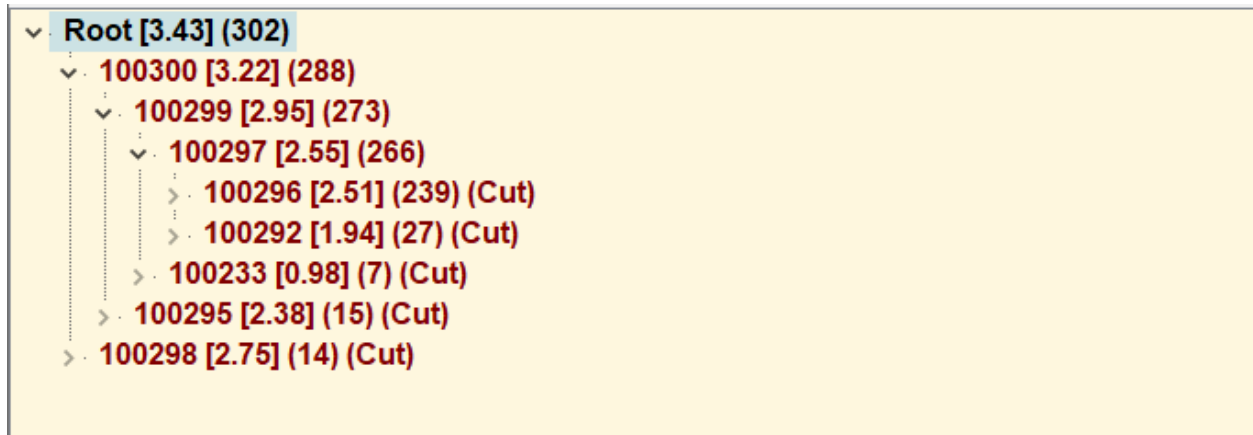 Root [3.43] (302)
100300 [3.22] (288)
100299 [2.95] (273)
100297 [2.55] (266)
100296 [2.51] (239) (Cut)
100292 [1.94] (27) (Cut)
100233 [0.98] (7) (Cut)
100295 [2.38] (15) (Cut)
100298 [2.75] (14) (Cut)